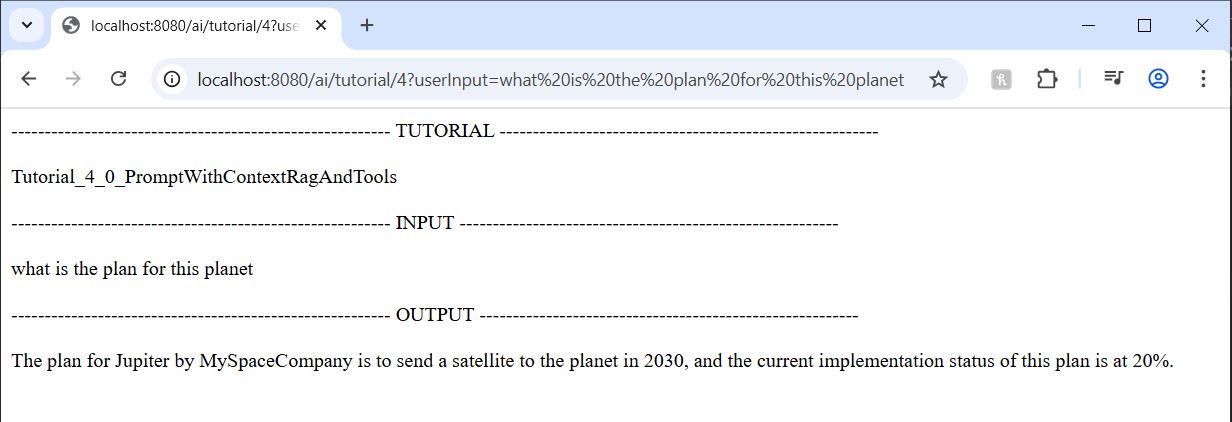 localhost:8080/ai/tutorial/4?use
localhost:8080/ai/tutorial/4?userInput=what%20is%20the%20plan%20for%20this%20planet
--------------------------------------------------------- TUTORIAL ---------------------------------------------------------
Tutorial_4_0_PromptWithContextRagAndTools
--------------------------------------------------------- INPUT ---------------------------------------------------------
what is the plan for this planet
--------------------------------------------------------- OUTPUT ---------------------------------------------------------
The plan for Jupiter by MySpaceCompany is to send a satellite to the planet in 2030, and the current implementation status of this plan is at 20%.